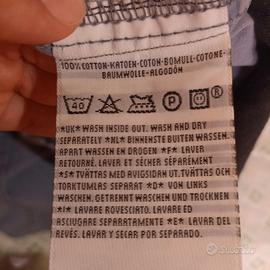 100%COTTON-KATOEN-COTON-BOMULL-COTONE-
BAUMWOLLE-ALGODÓN
40 P
*UK* WASH INSIDE OUT. WASH AND DRY
SEPARATELY *NL* BINNENSTE BUITEN WASSEN.
APART WASSEN EN DROGEN *F* LAVER
RETOURNÉ. LAVER ET SÉCHER SÉPARÉMENT
*S* TVÄTTAS MED AVIGSIDAN UT. TVÄTTAS OCH
TORKTUMLAS SEPARAT *D* VON LINKS
WASCHEN, GETRENNT WASCHEN UND TROCKNEN
*I* LAVARE ROVESCIATO. LAVARE ED
ASCIUGARE SEPARATAMENTE *E* LAVAR DEL
REVÉS. LAVAR Y SECAR POR SEPARADO.
subito